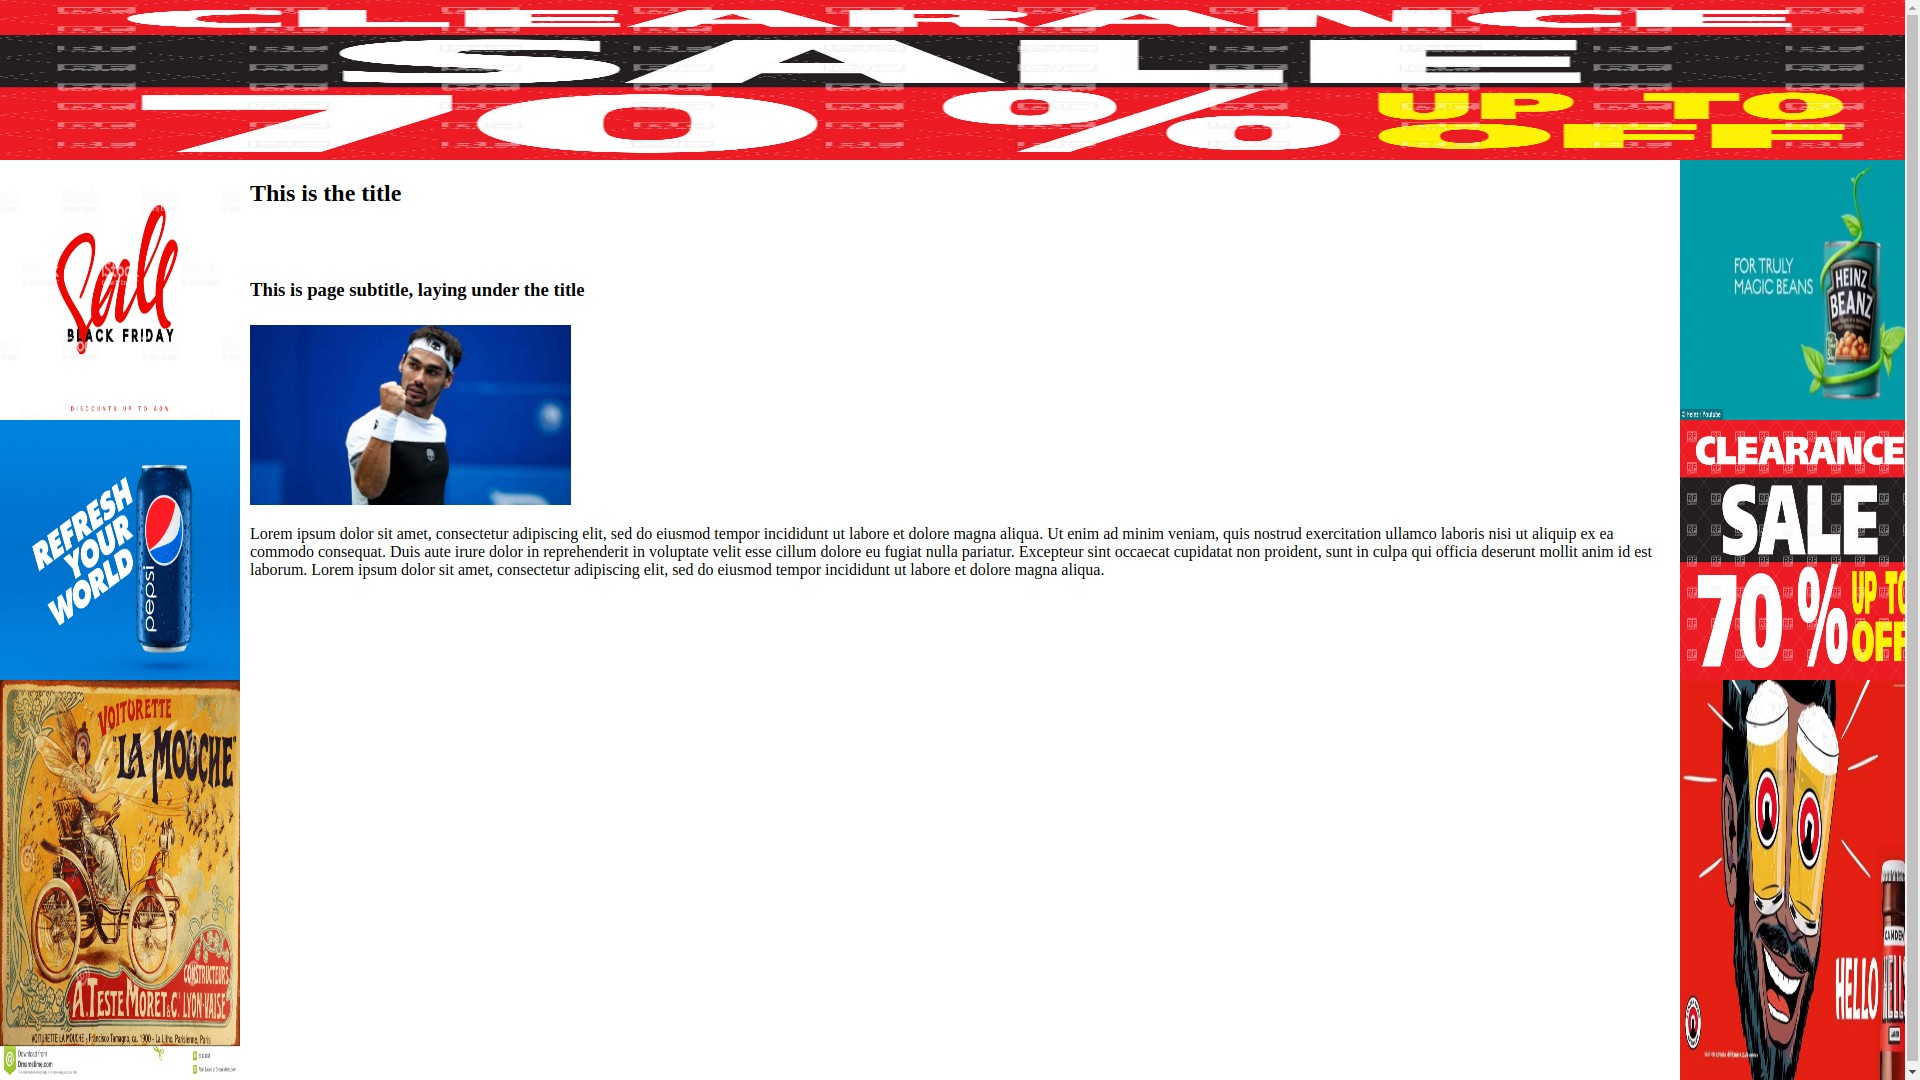 CLEARANCE
SALE
70 % UP TO
OFF
This is the title
This is page subtitle, laying under the title
Lorem ipsum dolor sit amet, consectetur adipiscing elit, sed do eiusmod tempor incididunt ut labore et dolore magna aliqua. Ut enim ad minim veniam, quis nostrud exercitation ullamco laboris nisi ut aliquip ex ea
commodo consequat. Duis aute irure dolor in reprehenderit in voluptate velit esse cillum dolore eu fugiat nulla pariatur. Excepteur sint occaecat cupidatat non proident, sunt in culpa qui officia deserunt mollit anim id est
laborum. Lorem ipsum dolor sit amet, consectetur adipiscing elit, sed do eiusmod tempor incididunt ut labore et dolore magna aliqua.
Sale
BLACK FRIDAY
DISCOUNTS UP TO 60%
REFRESH
YOUR
WORLD
pepsi
VOITURETTE
"LA MOUCHE"
CONSTRUCTEURS
A. TESTE MORET & C. LYON-VAISE
VOITURETTE LA MOUCHE - Francisco Tamagno, ca. 1900 - La Litho. Parisienne, Paris
Download from
Dreamstime.com
FOR TRULY
MAGIC BEANS
HEINZ
BEANZ
© Heinz / Youtube
CLEARANCE
SALE
70 % UP TO
OFF
CAMDEN
HELLO HELLS